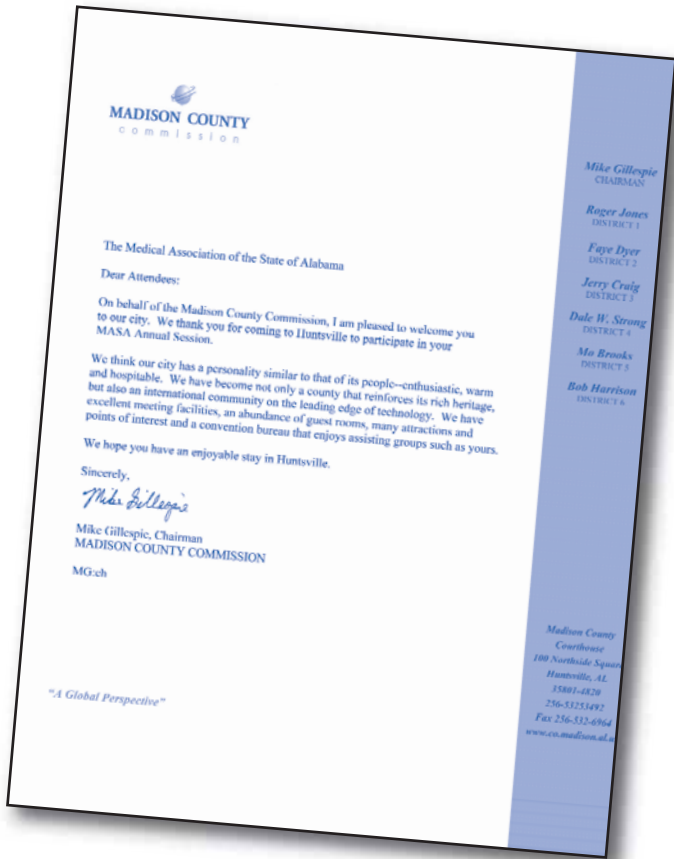 MADISON COUNTY
commission
Mike Gillespie
CHAIRMAN
Roger Jones
DISTRICT 1
Faye Dyer
DISTRICT 2
Jerry Craig
DISTRICT 3
Dale W. Strong
DISTRICT 4
Mo Brooks
DISTRICT 5
Bob Harrison
DISTRICT 6
The Medical Association of the State of Alabama
Dear Attendees:
On behalf of the Madison County Commission, I am pleased to welcome you
to our city. We thank you for coming to Huntsville to participate in your
MASA Annual Session.
We think our city has a personality similar to that of its people--enthusiastic, warm
and hospitable. We have become not only a county that reinforces its rich heritage,
but also an international community on the leading edge of technology. We have
excellent meeting facilities, an abundance of guest rooms, many attractions and
points of interest and a convention bureau that enjoys assisting groups such as yours.
We hope you have an enjoyable stay in Huntsville.
Sincerely,
Mike Gillespie
Mike Gillespie, Chairman
MADISON COUNTY COMMISSION
MG:eh
"A Global Perspective"
Madison County
Courthouse
100 Northside Square
Huntsville, AL
35801-4820
256-53253492
Fax 256-532-6964
www.co.madison.al.u